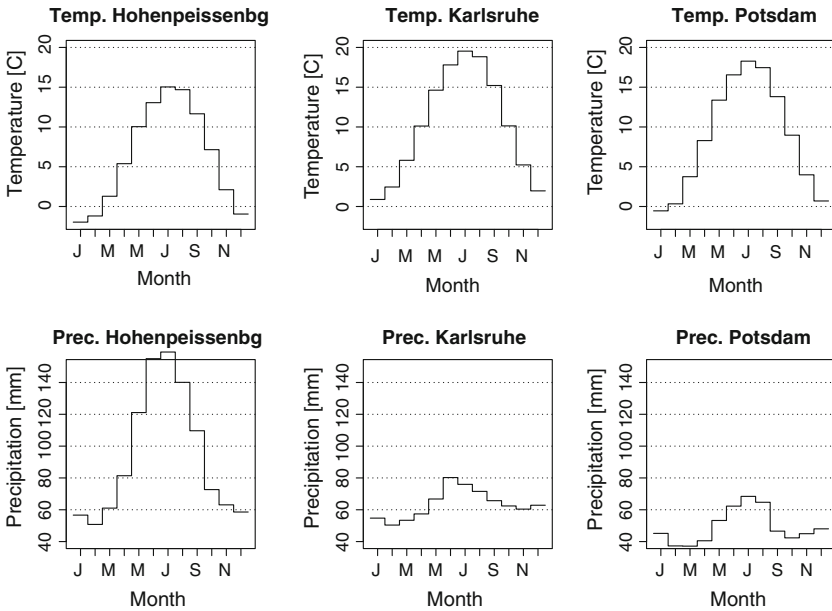 Temp. Hohenpeissenbg
Temperature [C]
0 5 10 15 20
J M M J S N
Month
Temp. Karlsruhe
Temperature [C]
0 5 10 15 20
J M M J S N
Month
Temp. Potsdam
Temperature [C]
0 5 10 15 20
J M M J S N
Month
Prec. Hohenpeissenbg
Precipitation [mm]
40 60 80 100 120 140
J M M J S N
Month
Prec. Karlsruhe
Precipitation [mm]
40 60 80 100 120 140
J M M J S N
Month
Prec. Potsdam
Precipitation [mm]
40 60 80 100 120 140
J M M J S N
Month